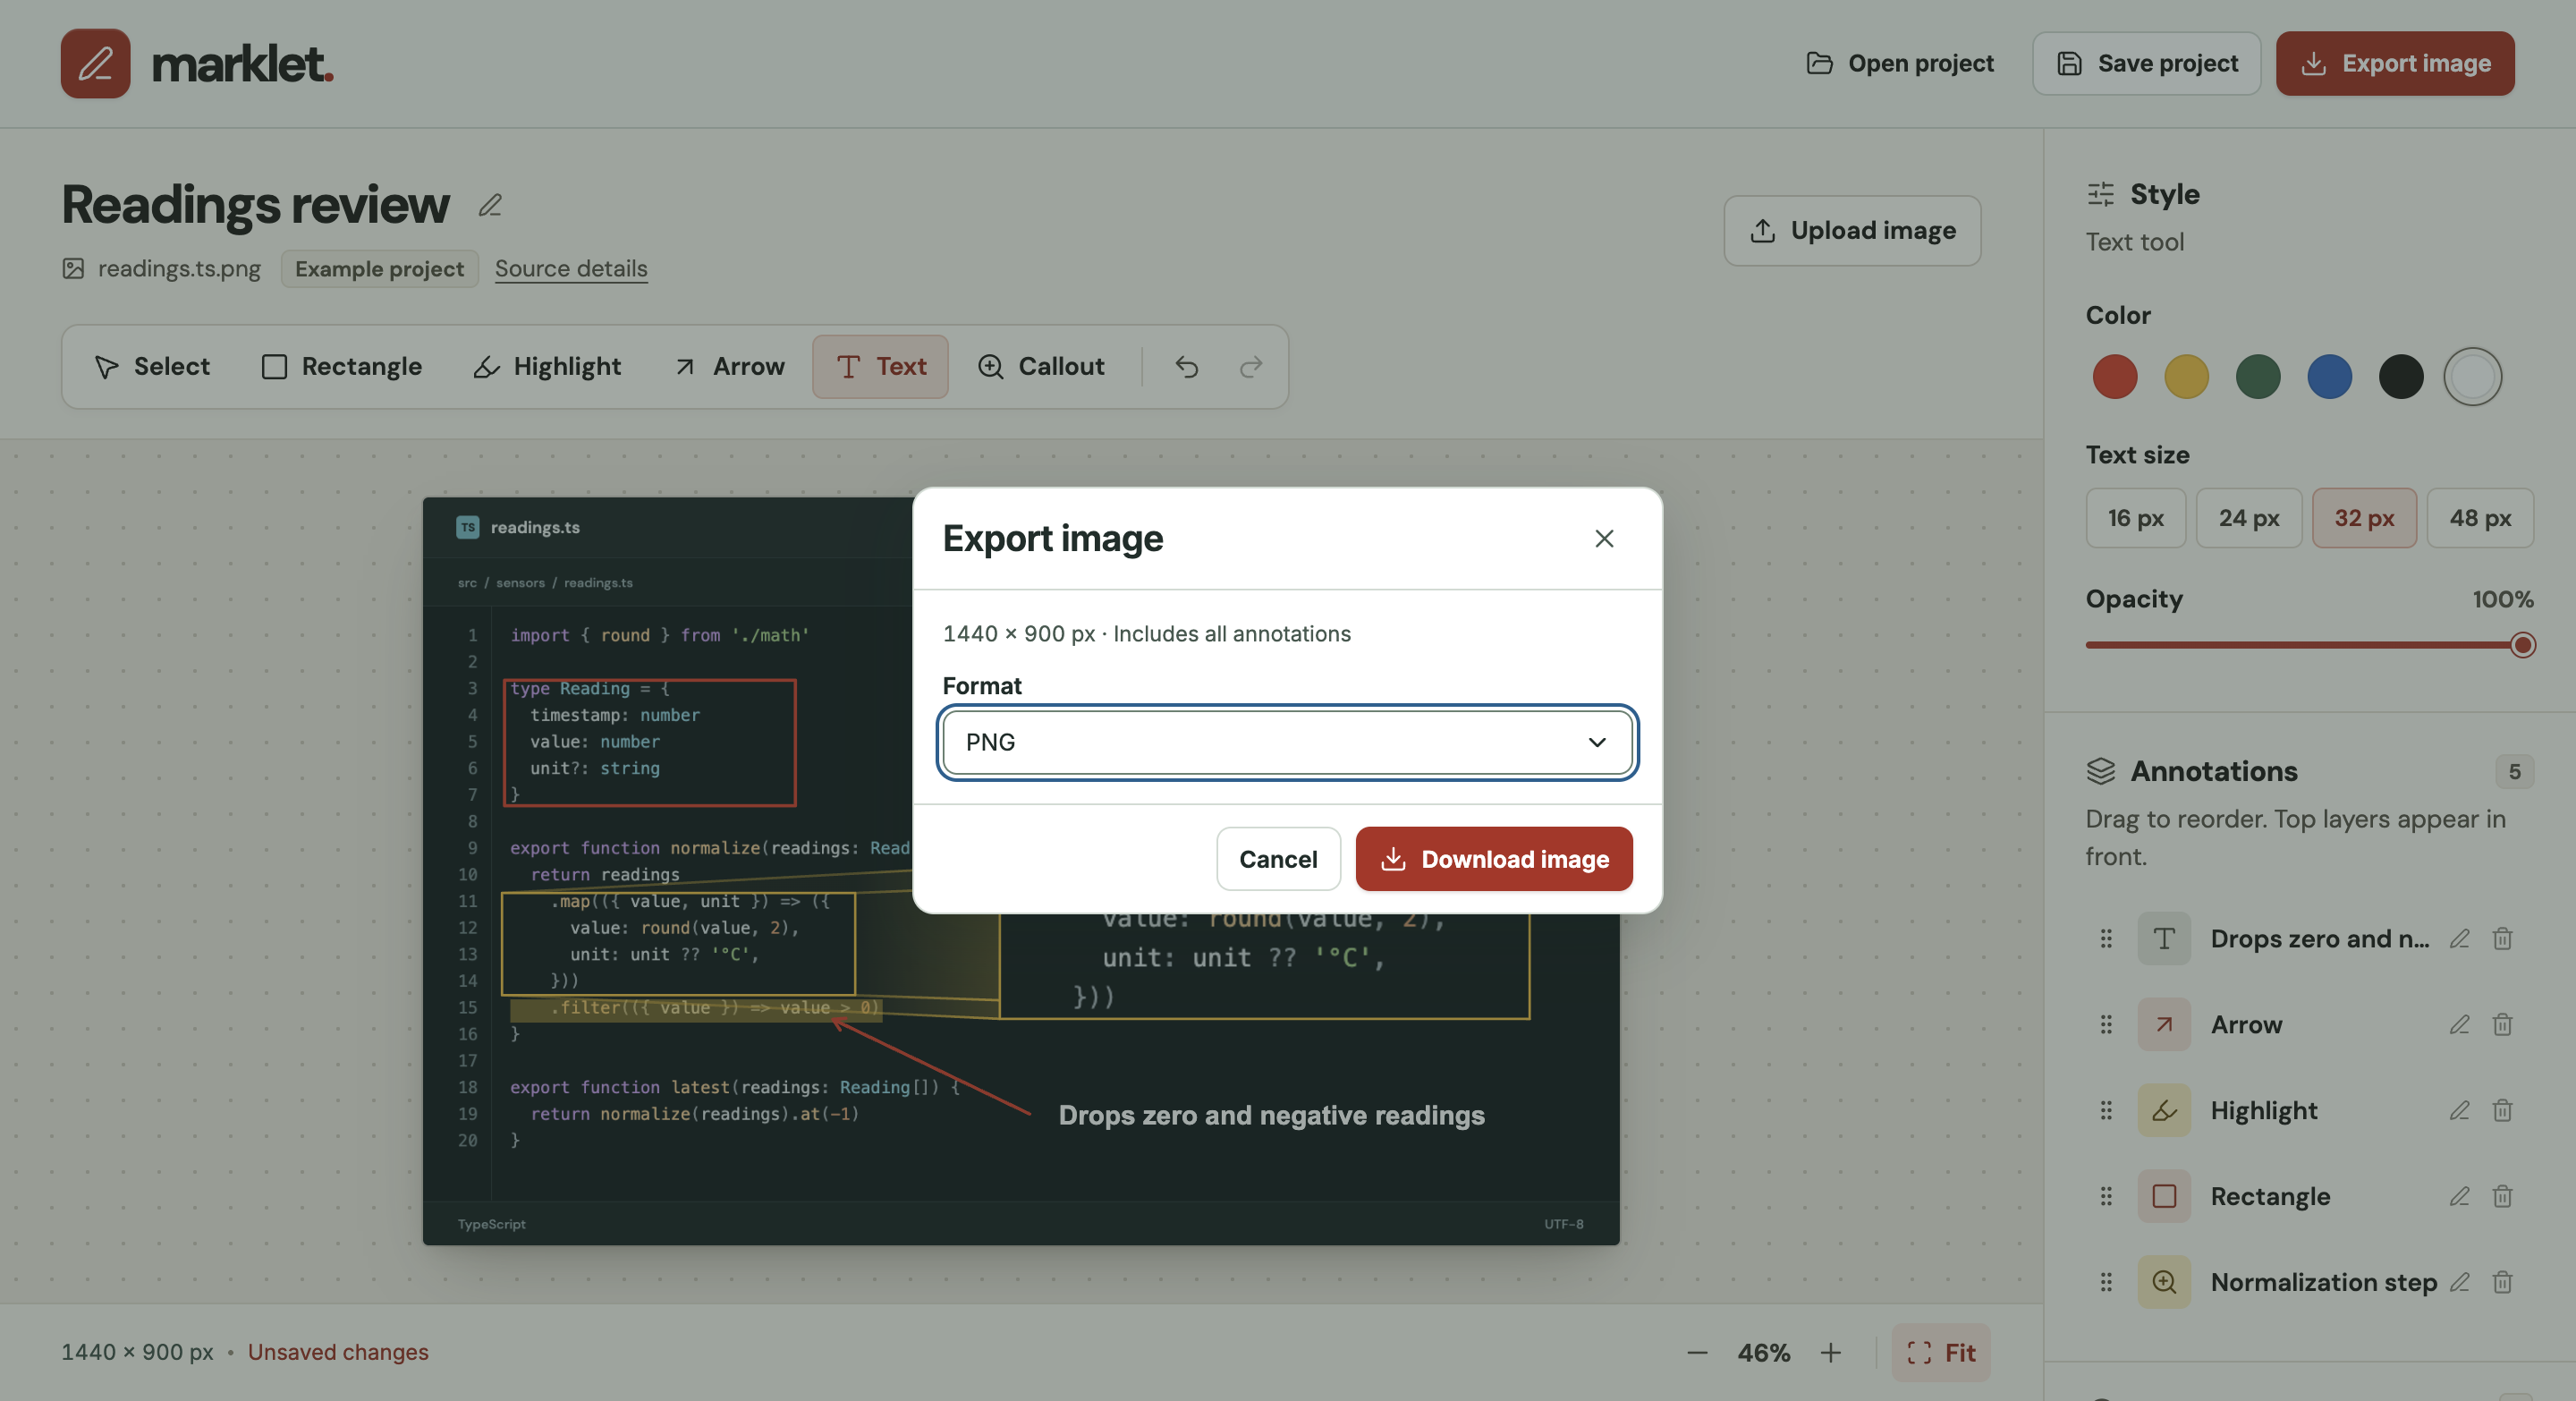 marklet.
Open project
Save project
Export image
Readings review
readings.ts.png
Example project
Source details
Upload image
Select
Rectangle
Highlight
Arrow
Text
Callout
TS readings.ts
src / sensors / readings.ts
1 import { round } from './math'
2
3 type Reading = {
4 timestamp: number
5 value: number
6 unit?: string
7 }
8
9 export function normalize(readings: Read
10 return readings
11 .map(({ value, unit }) => ({
12 value: round(value, 2),
13 unit: unit ?? '°C',
14 }))
15 .filter(({ value }) => value > 0)
16 }
17
18 export function latest(readings: Reading[]) {
19 return normalize(readings).at(-1)
20 }
value: round(value, 2),
unit: unit ?? '°C',
}))
Drops zero and negative readings
TypeScript
UTF-8
Export image
1440 × 900 px · Includes all annotations
Format
PNG
Cancel
Download image
1440 × 900 px • Unsaved changes
46%
Fit
Style
Text tool
Color
Text size
16 px
24 px
32 px
48 px
Opacity
100%
Annotations
5
Drag to reorder. Top layers appear in
front.
Drops zero and n...
Arrow
Highlight
Rectangle
Normalization step